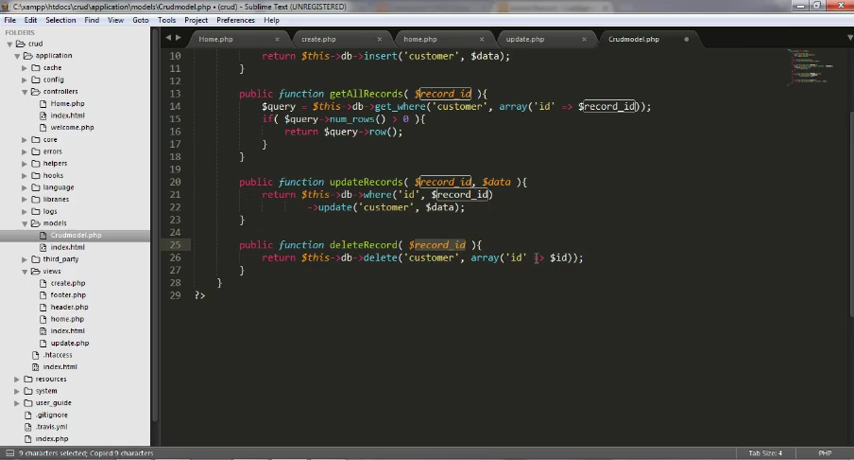 C:\xampp\htdocs\crud\application\models\Crudmodel.php • (crud) - Sublime Text (UNREGISTERED)
File Edit Selection Find View Goto Tools Project Preferences Help
FOLDERS
crud
application
cache
config
controllers
Home.php
index.html
welcome.php
core
errors
helpers
hooks
language
libraries
logs
models
Crudmodel.php
index.html
third_party
views
create.php
footer.php
header.php
home.php
index.html
update.php
.htaccess
index.html
resources
system
user_guide
.gitignore
.travis.yml
index.php
Home.php create.php home.php update.php Crudmodel.php
10 return $this->db->insert('customer', $data);
11 }
12
13 public function getAllRecords( $record_id ){
14 $query = $this->db->get_where('customer', array('id' => $record_id));
15 if( $query->num_rows() > 0 ){
16 return $query->row();
17 }
18 }
19
20 public function updateRecords( $record_id, $data ){
21 return $this->db->where('id', $record_id)
22 ->update('customer', $data);
23 }
24
25 public function deleteRecord( $record_id ){
26 return $this->db->delete('customer', array('id' => $id));
27 }
28 }
29 ?>
9 characters selected; Copied 9 characters Tab Size: 4 PHP